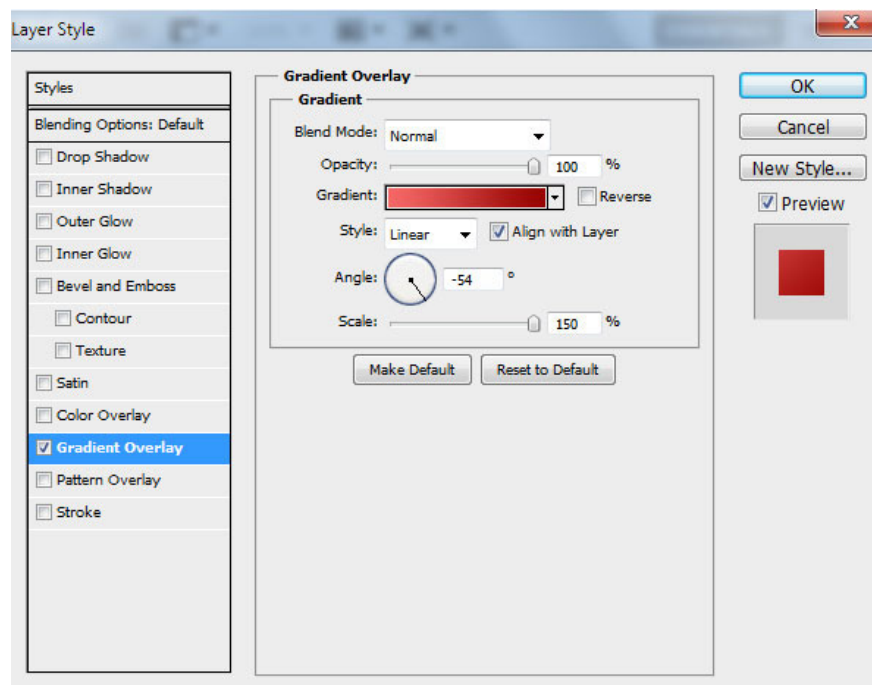 Layer Style
Styles
Blending Options: Default
Drop Shadow
Inner Shadow
Outer Glow
Inner Glow
Bevel and Emboss
Contour
Texture
Satin
Color Overlay
Gradient Overlay
Pattern Overlay
Stroke
Gradient Overlay
Gradient
Blend Mode: Normal
Opacity: 100 %
Gradient: Reverse
Style: Linear Align with Layer
Angle: -54 °
Scale: 150 %
Make Default Reset to Default
OK
Cancel
New Style...
Preview